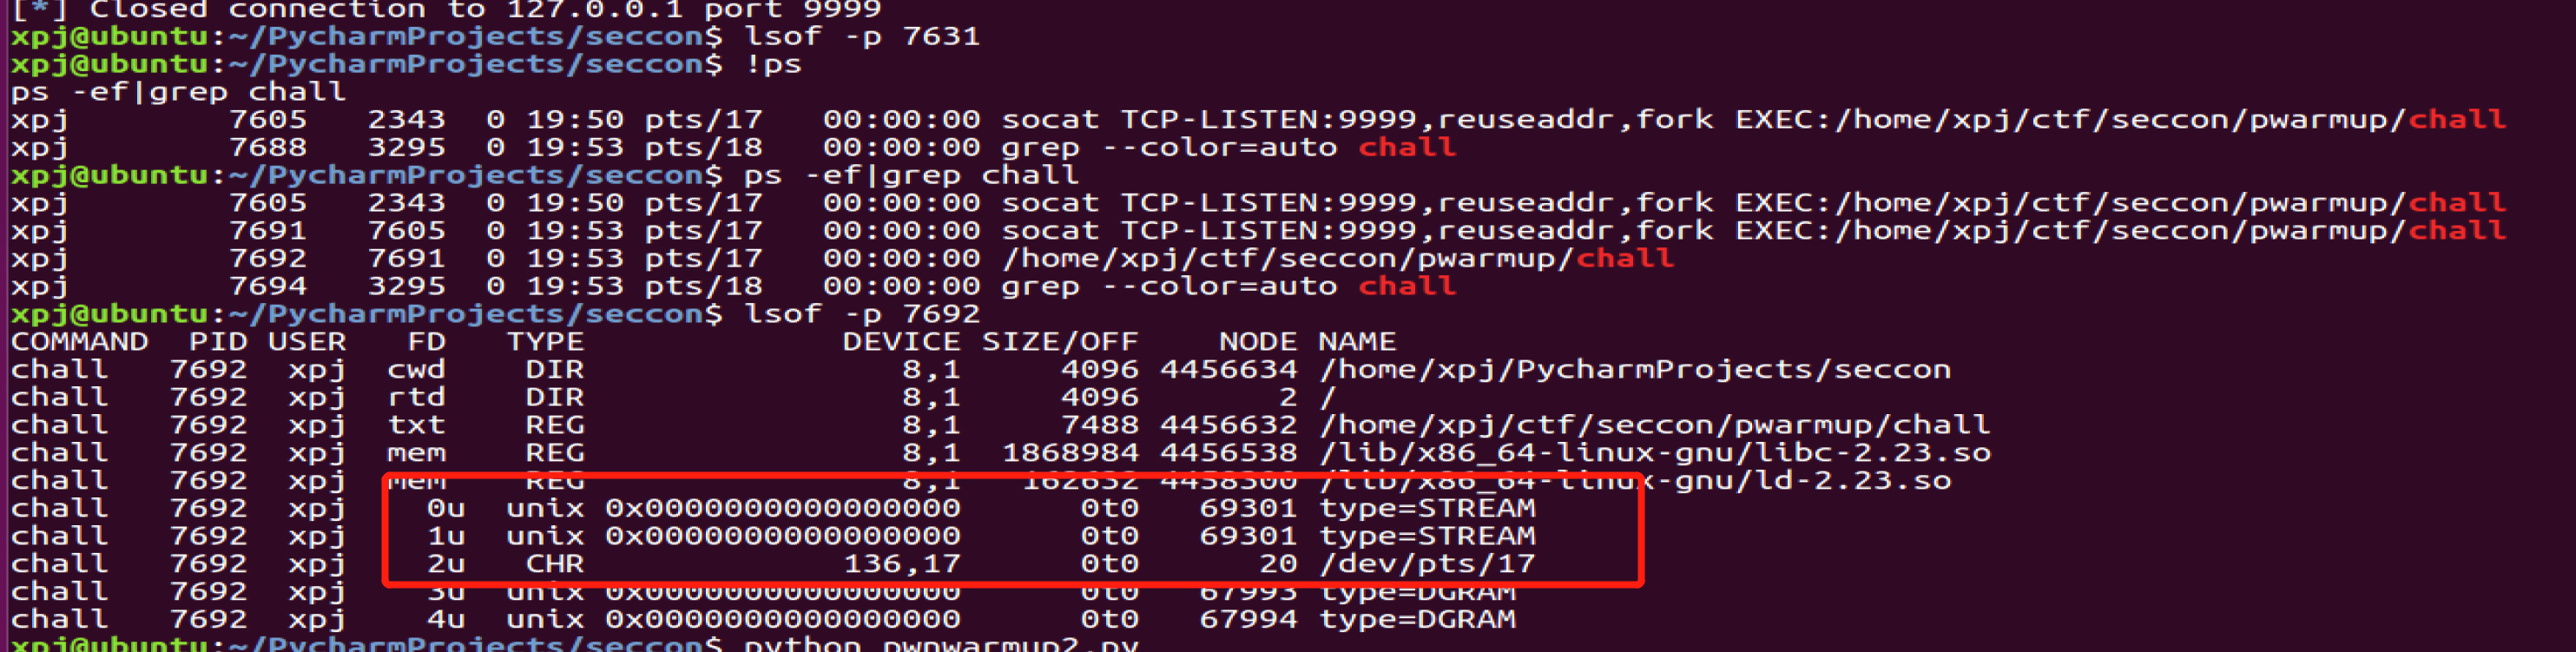 [*] Closed connection to 127.0.0.1 port 9999
xpj@ubuntu:~/PycharmProjects/seccon$ lsof -p 7631
xpj@ubuntu:~/PycharmProjects/seccon$ !ps
ps -ef|grep chall
xpj 7605 2343 0 19:50 pts/17 00:00:00 socat TCP-LISTEN:9999,reuseaddr,fork EXEC:/home/xpj/ctf/seccon/pwarmup/chall
xpj 7688 3295 0 19:53 pts/18 00:00:00 grep --color=auto chall
xpj@ubuntu:~/PycharmProjects/seccon$ ps -ef|grep chall
xpj 7605 2343 0 19:50 pts/17 00:00:00 socat TCP-LISTEN:9999,reuseaddr,fork EXEC:/home/xpj/ctf/seccon/pwarmup/chall
xpj 7691 7605 0 19:53 pts/17 00:00:00 socat TCP-LISTEN:9999,reuseaddr,fork EXEC:/home/xpj/ctf/seccon/pwarmup/chall
xpj 7692 7691 0 19:53 pts/17 00:00:00 /home/xpj/ctf/seccon/pwarmup/chall
xpj 7694 3295 0 19:53 pts/18 00:00:00 grep --color=auto chall
xpj@ubuntu:~/PycharmProjects/seccon$ lsof -p 7692
COMMAND PID USER FD TYPE DEVICE SIZE/OFF NODE NAME
chall 7692 xpj cwd DIR 8,1 4096 4456634 /home/xpj/PycharmProjects/seccon
chall 7692 xpj rtd DIR 8,1 4096 2 /
chall 7692 xpj txt REG 8,1 7488 4456632 /home/xpj/ctf/seccon/pwarmup/chall
chall 7692 xpj mem REG 8,1 1868984 4456538 /lib/x86_64-linux-gnu/libc-2.23.so
chall 7692 xpj mem REG 8,1 162632 4458300 /lib/x86_64-linux-gnu/ld-2.23.so
chall 7692 xpj 0u unix 0x0000000000000000 0t0 69301 type=STREAM
chall 7692 xpj 1u unix 0x0000000000000000 0t0 69301 type=STREAM
chall 7692 xpj 2u CHR 136,17 0t0 20 /dev/pts/17
chall 7692 xpj 3u unix 0x0000000000000000 0t0 67993 type=DGRAM
chall 7692 xpj 4u unix 0x0000000000000000 0t0 67994 type=DGRAM
xpj@ubuntu:~/PycharmProjects/seccon$ python pwnwarmup2.py